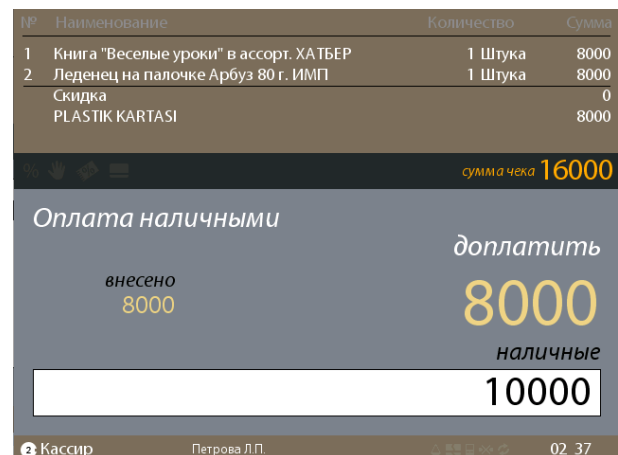 № Наименование Количество Сумма
1 Книга "Веселые уроки" в ассорт. ХАТБЕР 1 Штука 8000
2 Леденец на палочке Арбуз 80 г. ИМП 1 Штука 8000
Скидка 0
PLASTIK KARTASI 8000
% сумма чека 16000
Оплата наличными
доплатить
внесено
8000
8000
наличные
10000
2 Кассир Петрова Л.П. 02 37